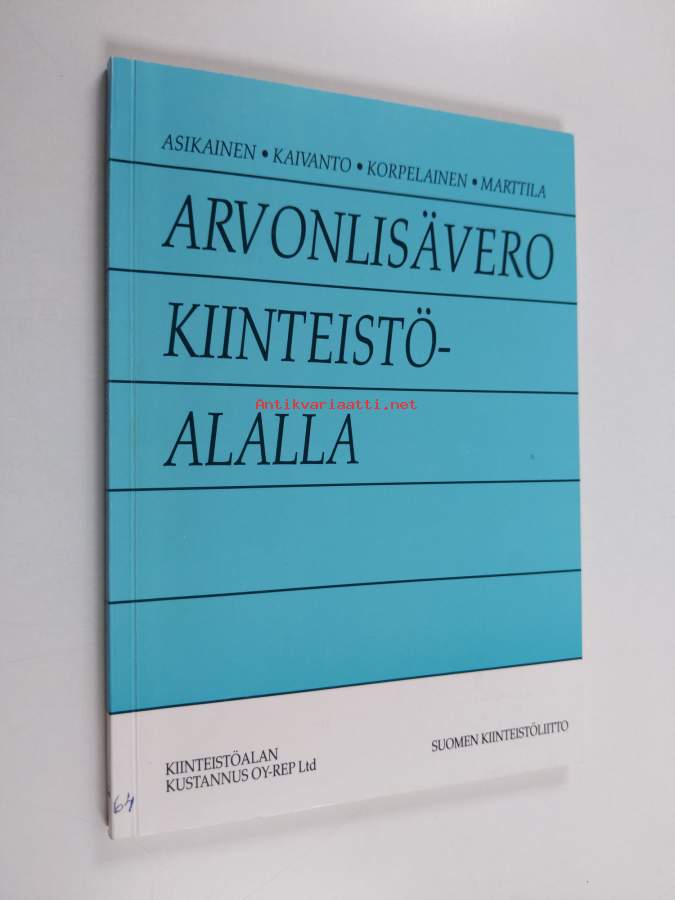 ASIKAINEN • KAIVANTO • KORPELAINEN • MARTTILA
ARVONLISÄVERO
KIINTEISTÖ-
Antikvariaatti.net
ALALLA
KIINTEISTÖALAN
KUSTANNUS OY-REP Ltd
SUOMEN KIINTEISTÖLIITTO
64